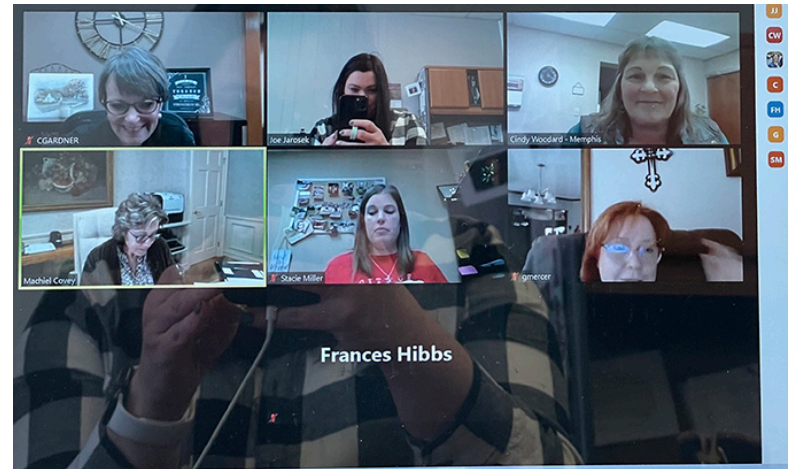 CGARDNER
Joe Jarosek
Cindy Woodard - Memphis
Machiel Covey
Stacie Miller
gmercer
Frances Hibbs
JJ
CW
C
FH
G
SM